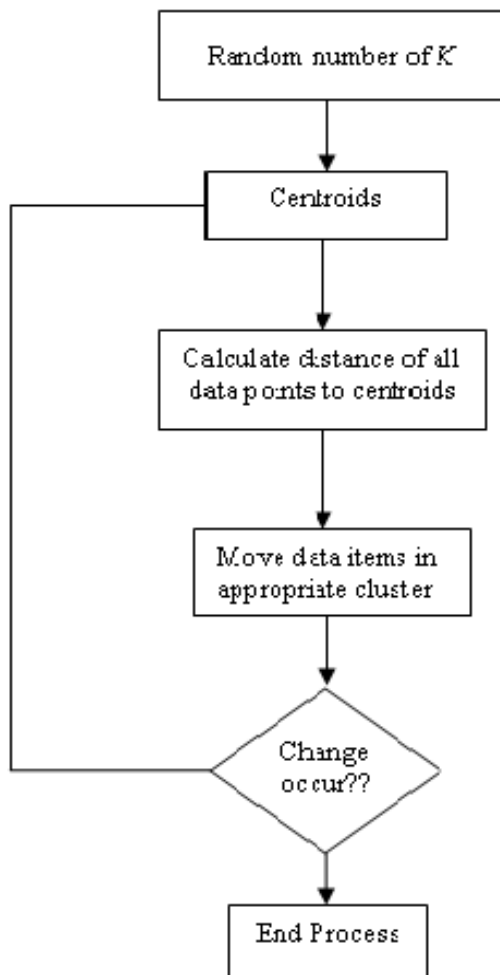 Random number of K
Centroids
Calculate distance of all
data points to centroids
Move data items in
appropriate cluster
Change
occur??
End Process